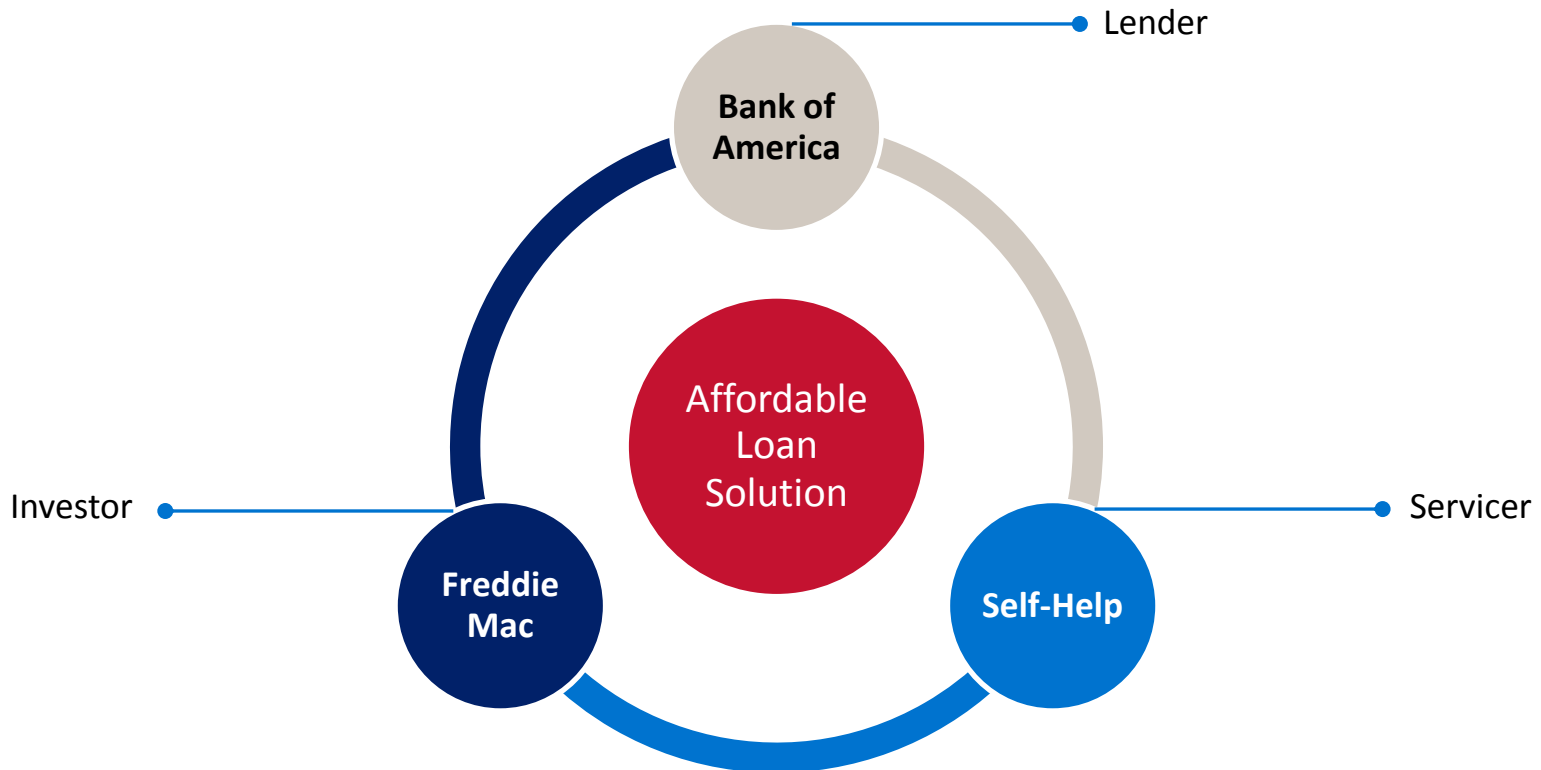 Lender
Bank of
America
Affordable
Loan
Solution
Investor
Servicer
Freddie
Mac
Self-Help